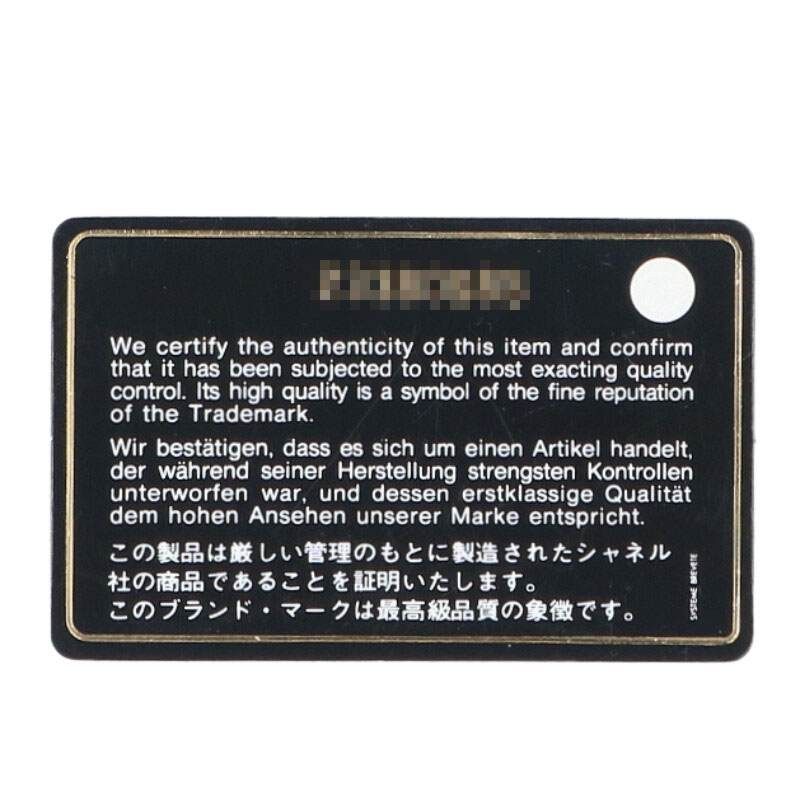 We certify the authenticity of this item and confirm
that it has been subjected to the most exacting quality
control. Its high quality is a symbol of the fine reputation
of the Trademark.
Wir bestätigen, dass es sich um einen Artikel handelt,
der während seiner Herstellung strengsten Kontrollen
unterworfen war, und dessen erstklassige Qualität
dem hohen Ansehen unserer Marke entspricht.
この製品は厳しい管理のもとに製造されたシャネル
社の商品であることを証明いたします。
このブランド・マークは最高級品質の象徴です。
SYSTEME BREVETE